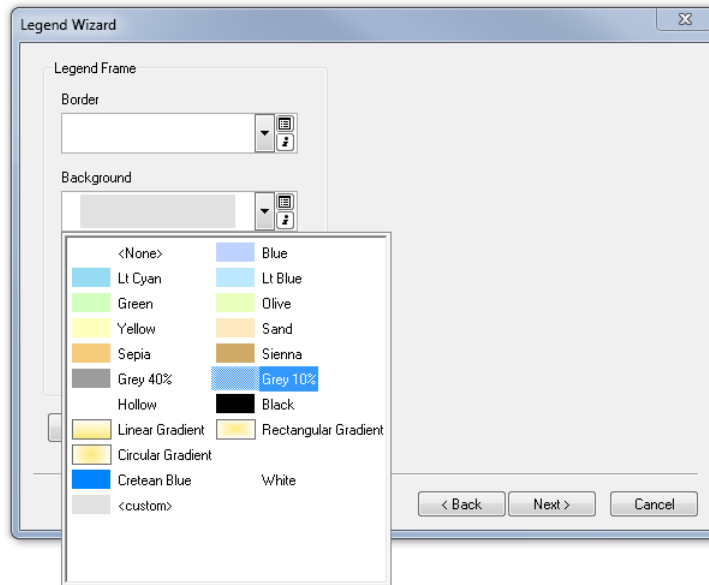 Legend Wizard
Legend Frame
Border
Background
<None> Blue
Lt Cyan Lt Blue
Green Olive
Yellow Sand
Sepia Sienna
Grey 40% Grey 10%
Hollow Black
Linear Gradient Rectangular Gradient
Circular Gradient
Cretean Blue White
<custom>
< Back Next > Cancel